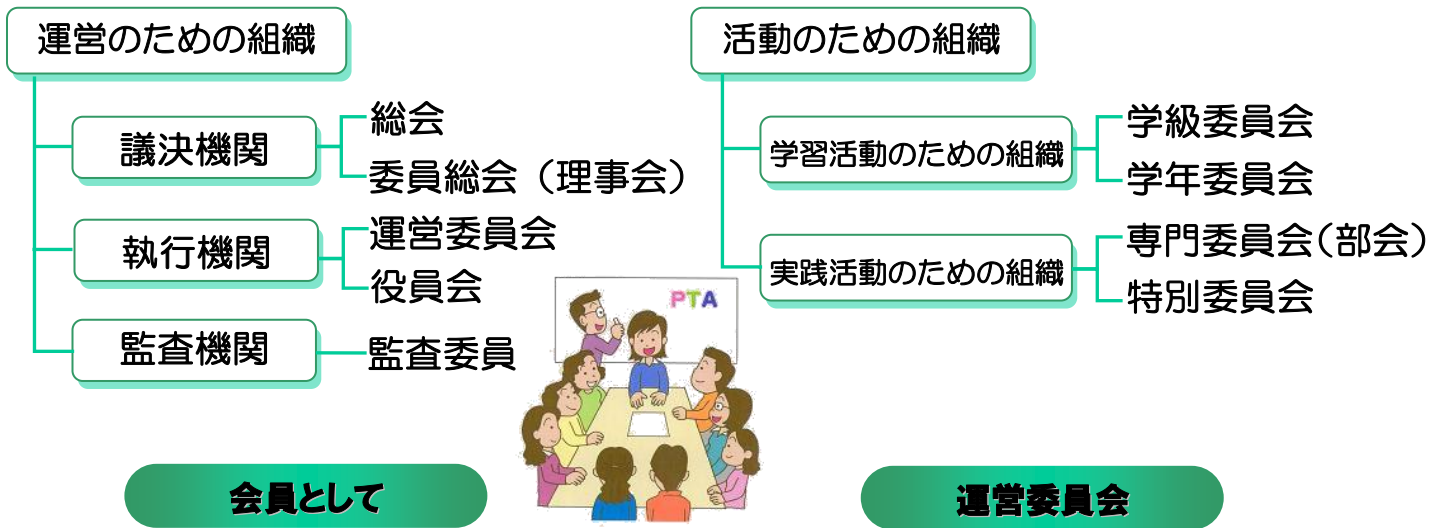 運営のための組織
議決機関
総会
委員総会（理事会）
執行機関
運営委員会
役員会
監査機関
監査委員
活動のための組織
学習活動のための組織
学級委員会
学年委員会
実践活動のための組織
専門委員会(部会)
特別委員会
PTA
会員として
運営委員会